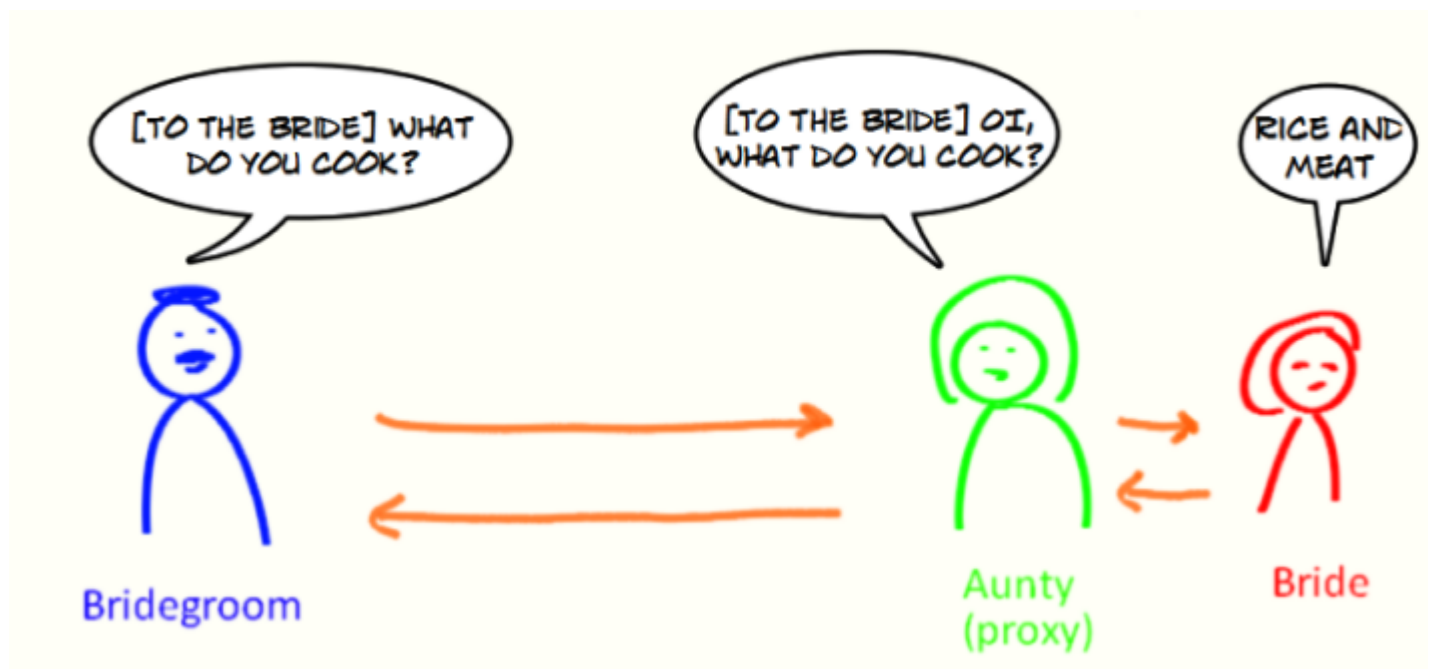 [TO THE BRIDE] WHAT
DO YOU COOK?
[TO THE BRIDE] OI,
WHAT DO YOU COOK?
RICE AND
MEAT
Bridegroom
Aunty
(proxy)
Bride